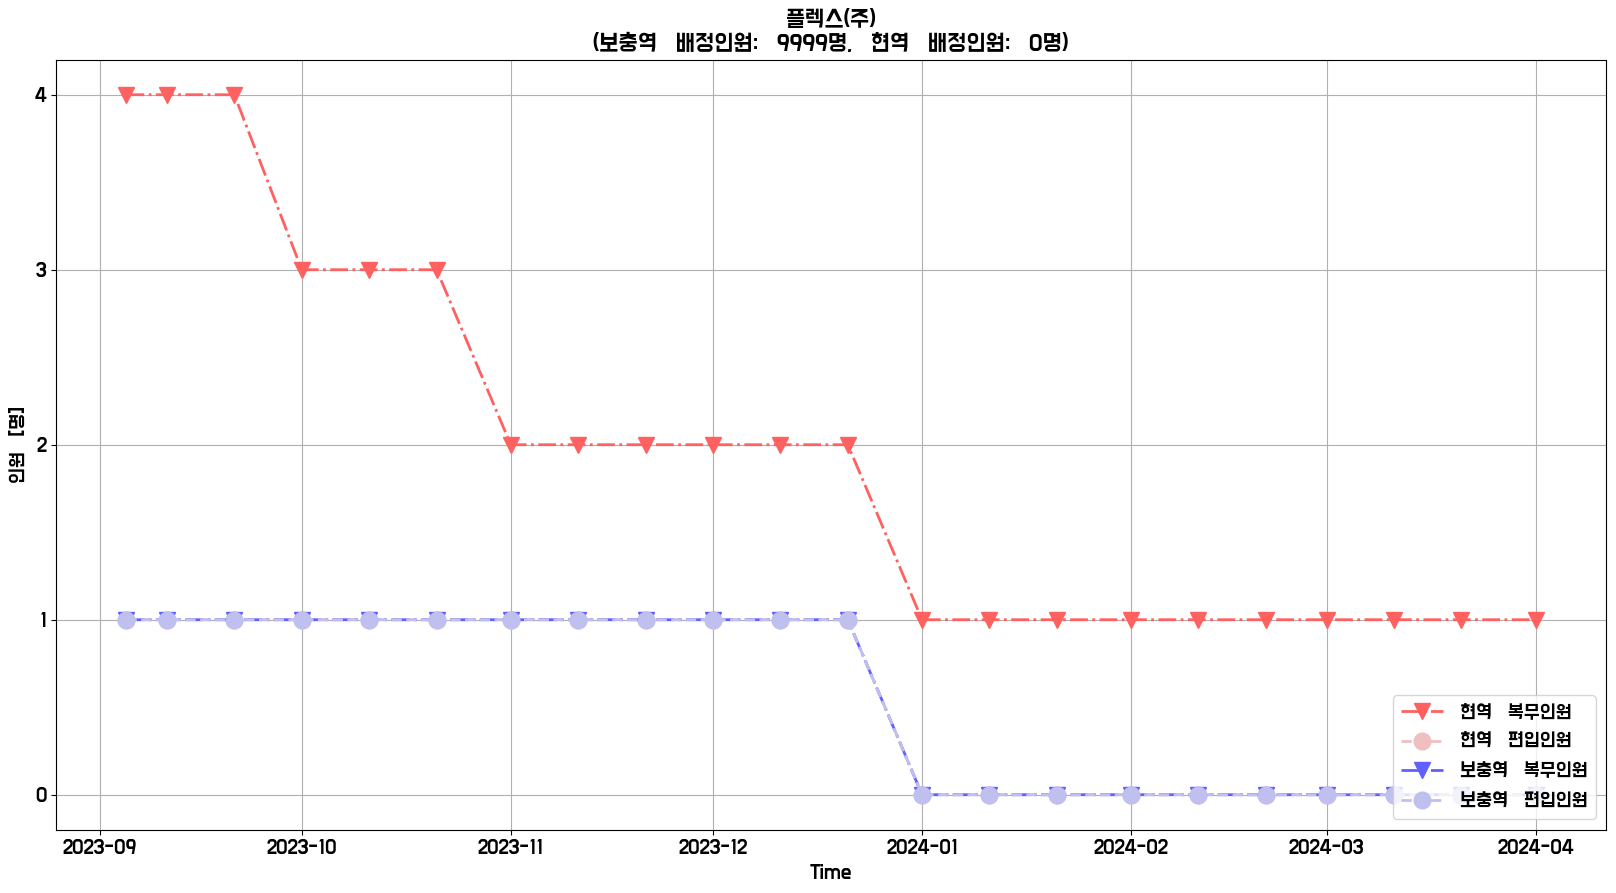 플렉스(주)
(보충역 배정인원: 9999명, 현역 배정인원: 0명)
4
3
2
1
0
인원 [명]
현역 복무인원
현역 편입인원
보충역 복무인원
보충역 편입인원
2023-09 2023-10 2023-11 2023-12 2024-01 2024-02 2024-03 2024-04
Time